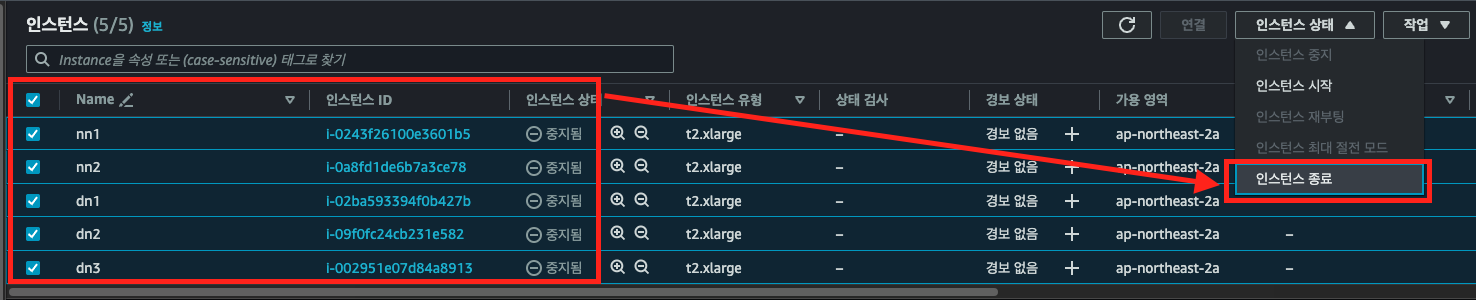 인스턴스 (5/5) 정보
연결 인스턴스 상태 작업
Instance을 속성 또는 (case-sensitive) 태그로 찾기
인스턴스 중지
인스턴스 시작
인스턴스 재부팅
인스턴스 최대 절전 모드
인스턴스 종료
Name 인스턴스 ID 인스턴스 상태 인스턴스 유형 상태 검사 경보 상태 가용 영역
nn1 i-0243f26100e3601b5 중지됨 t2.xlarge – 경보 없음 + ap-northeast-2a
nn2 i-0a8fd1de6b7a3ce78 중지됨 t2.xlarge – 경보 없음 + ap-northeast-2a
dn1 i-02ba593394f0b427b 중지됨 t2.xlarge – 경보 없음 + ap-northeast-2a
dn2 i-09f0fc24cb231e582 중지됨 t2.xlarge – 경보 없음 + ap-northeast-2a –
dn3 i-002951e07d84a8913 중지됨 t2.xlarge – 경보 없음 + ap-northeast-2a –